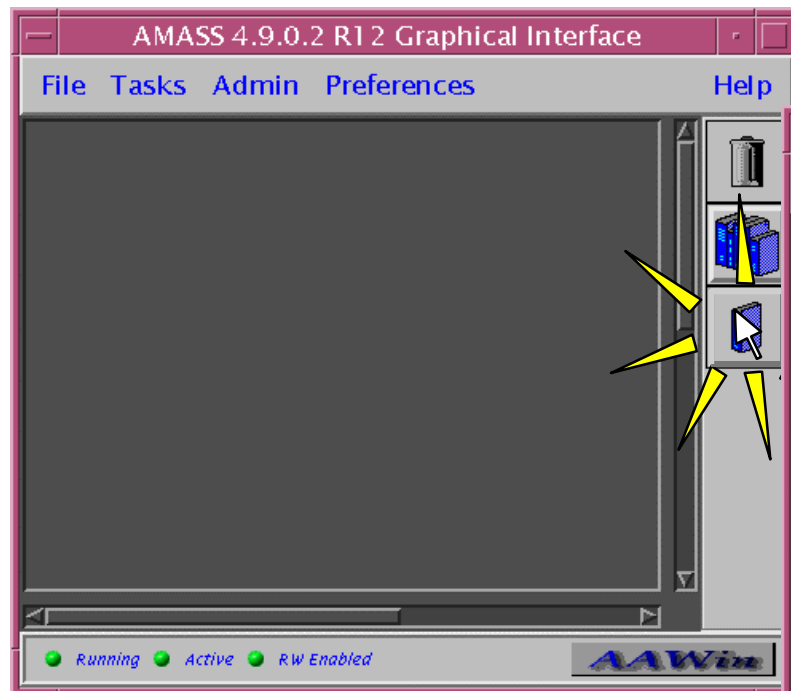 AMASS 4.9.0.2 R12 Graphical Interface
File Tasks Admin Preferences Help
Running Active RW Enabled AAWin